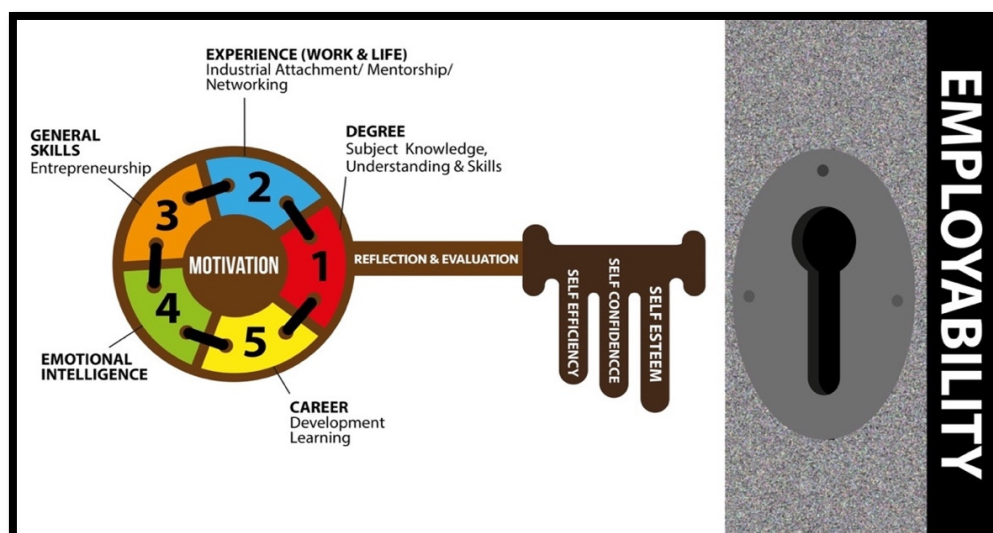 EXPERIENCE (WORK & LIFE)
Industrial Attachment/ Mentorship/
Networking
DEGREE
Subject Knowledge,
Understanding & Skills
GENERAL
SKILLS
Entrepreneurship
2
3
1
4
5
MOTIVATION
REFLECTION & EVALUATION
SELF EFFICIENCY
SELF CONFIDENCCE
SELF ESTEEM
EMOTIONAL
INTELLIGENCE
CAREER
Development
Learning
EMPLOYABILITY